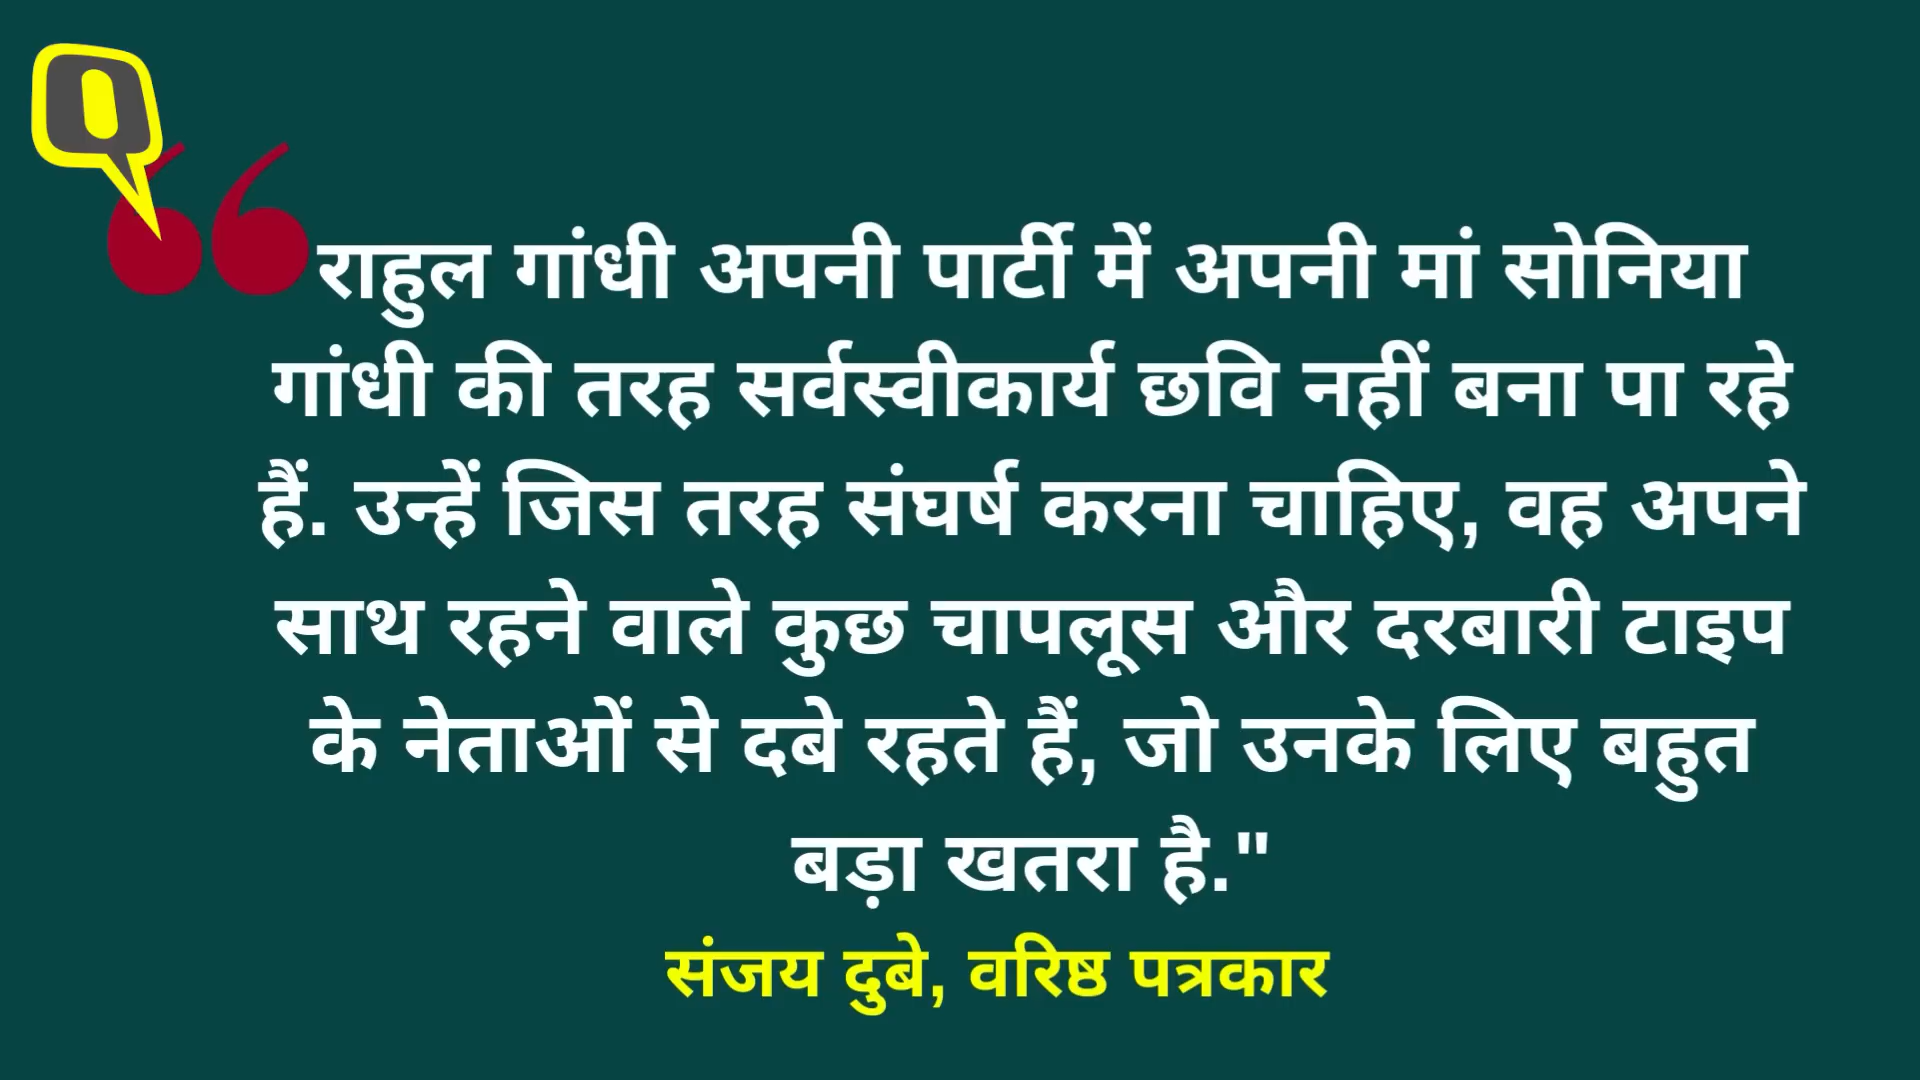 राहुल गांधी अपनी पार्टी में अपनी मां सोनिया
गांधी की तरह सर्वस्वीकार्य छवि नहीं बना पा रहे
हैं. उन्हें जिस तरह संघर्ष करना चाहिए, वह अपने
साथ रहने वाले कुछ चापलूस और दरबारी टाइप
के नेताओं से दबे रहते हैं, जो उनके लिए बहुत
बड़ा खतरा है."
संजय दुबे, वरिष्ठ पत्रकार